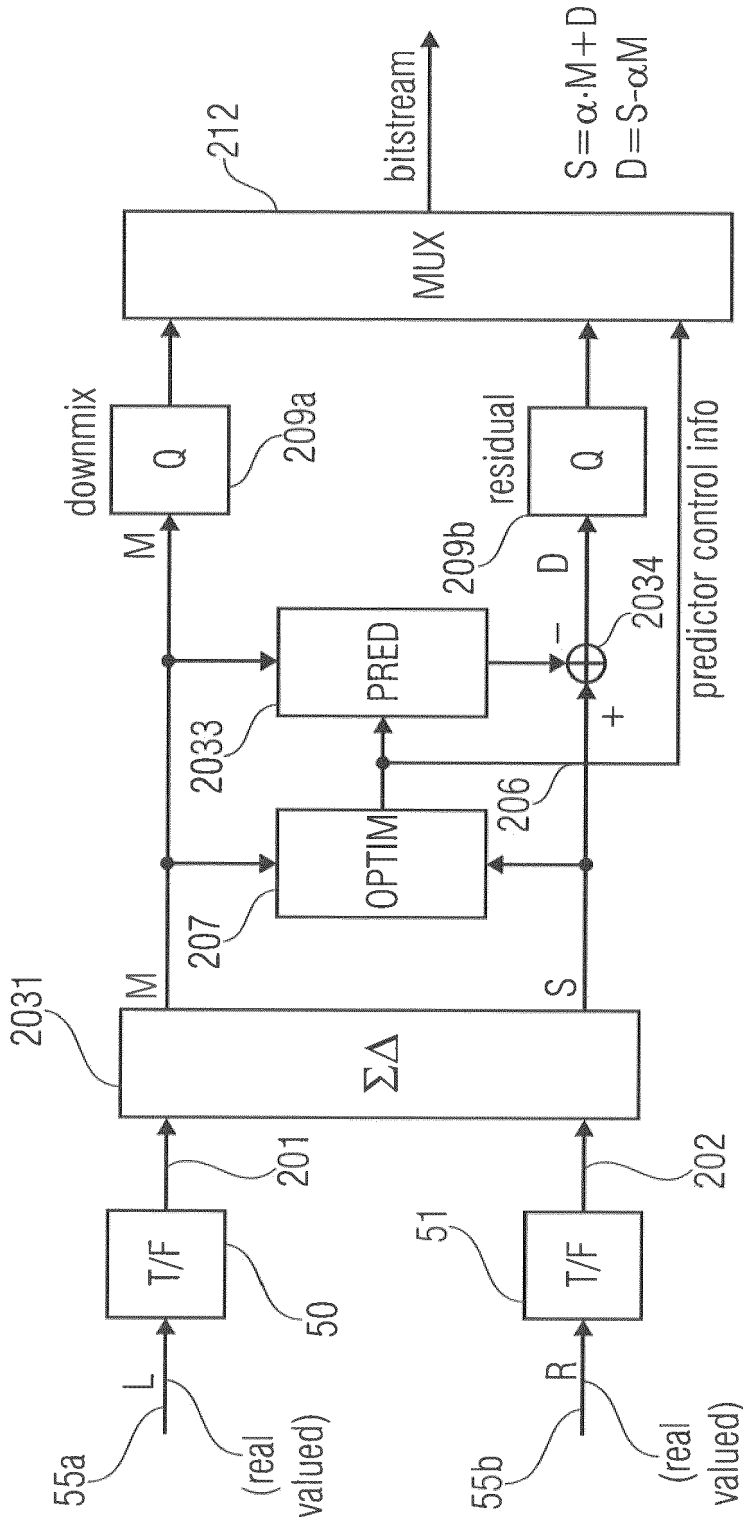 55a
L
(real
valued)
T/F
50
201
2031
ΣΔ
M
207
OPTIM
2033
PRED
M
downmix
Q
209a
212
MUX
bitstream
S=α·M+D
D=S-αM
55b
R
(real
valued)
51
T/F
202
S
206
+
−
2034
D
209b
residual
Q
predictor control info